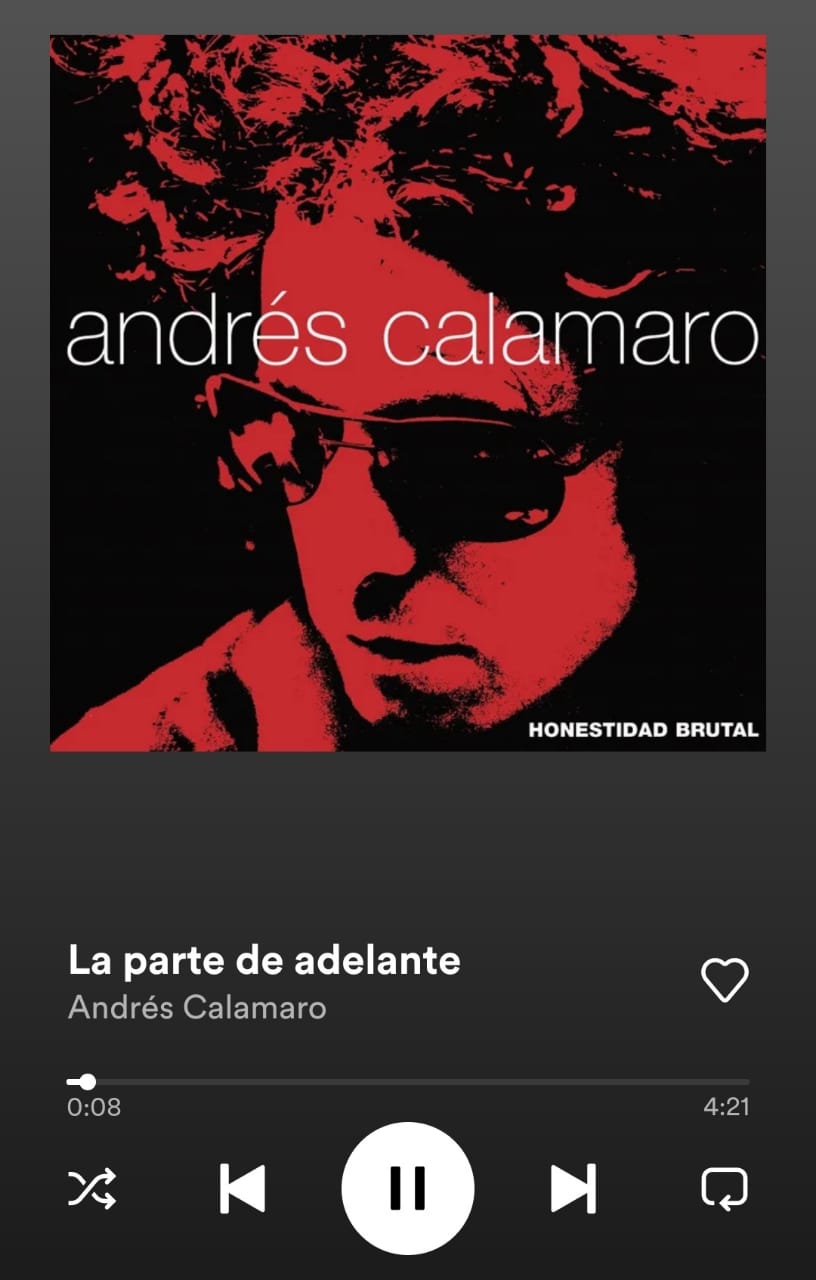 andrés calamaro
HONESTIDAD BRUTAL
La parte de adelante
Andrés Calamaro
0:08
4:21